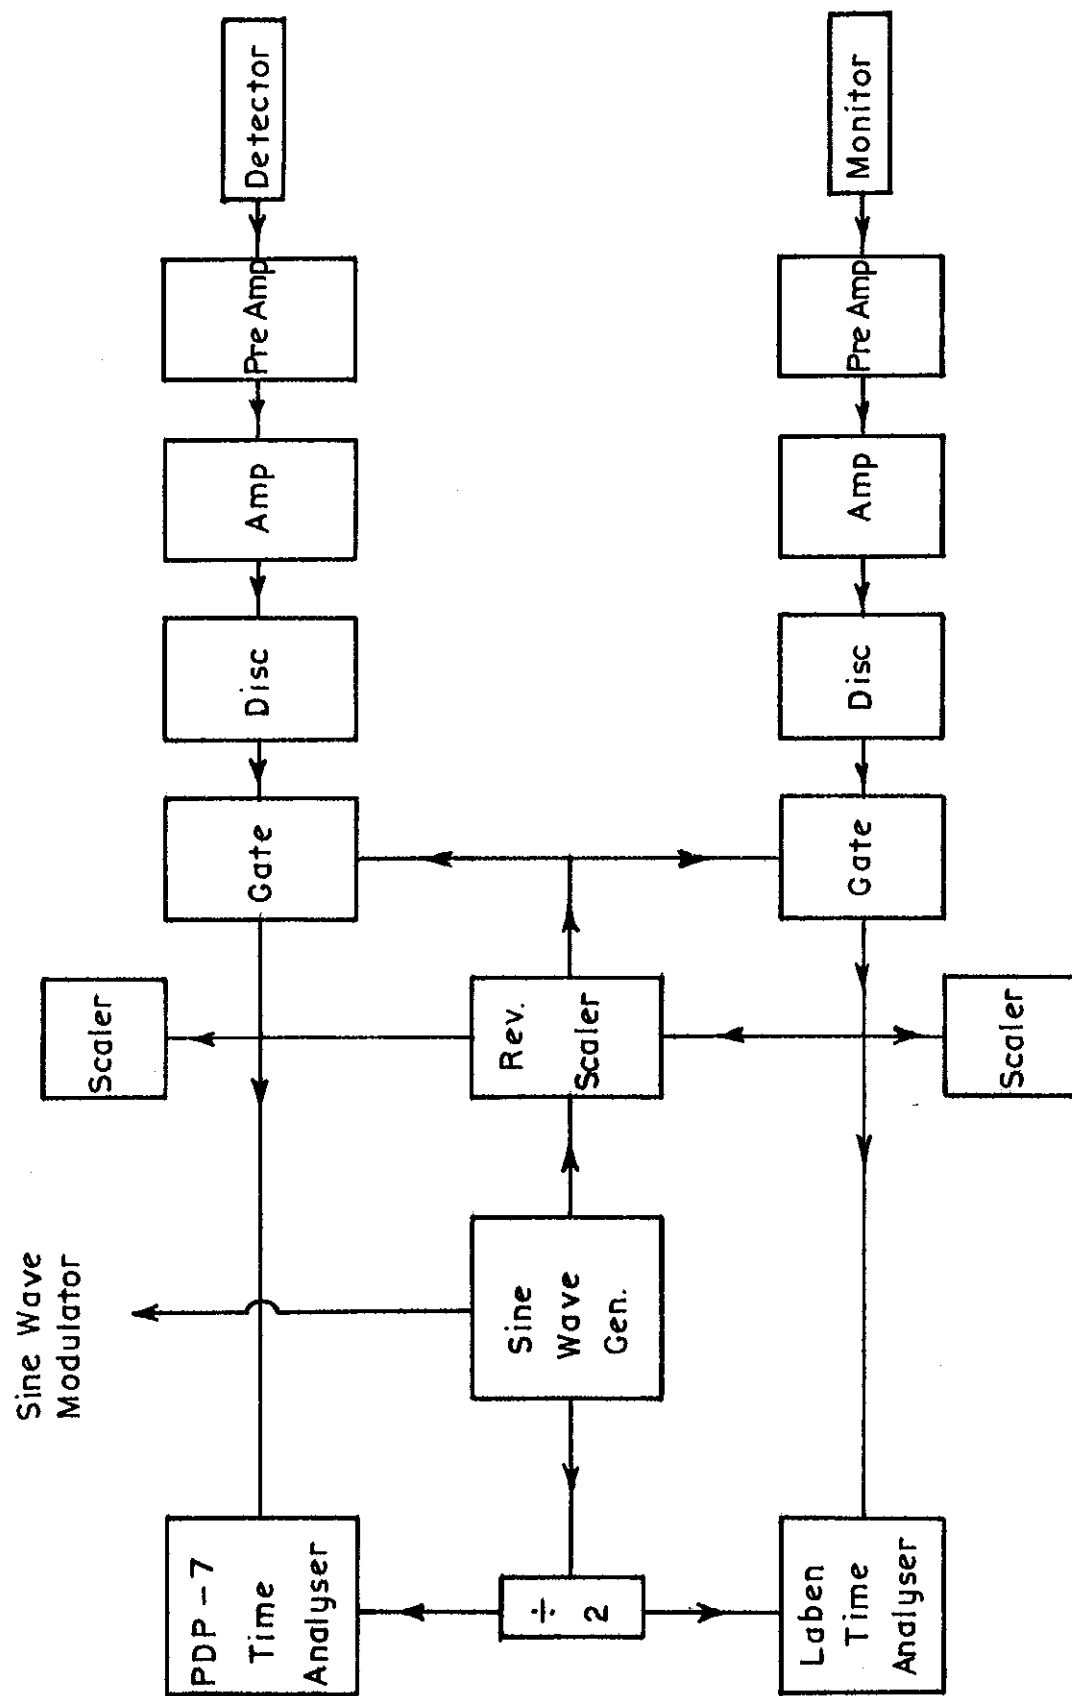 Detector
Pre Amp
Amp
Disc
Gate
Scaler
Sine Wave
Modulator
PDP-7
Time
Analyser
Rev.
Scaler
Sine
Wave
Gen.
÷
2
Monitor
Pre Amp
Amp
Disc
Gate
Scaler
Laben
Time
Analyser